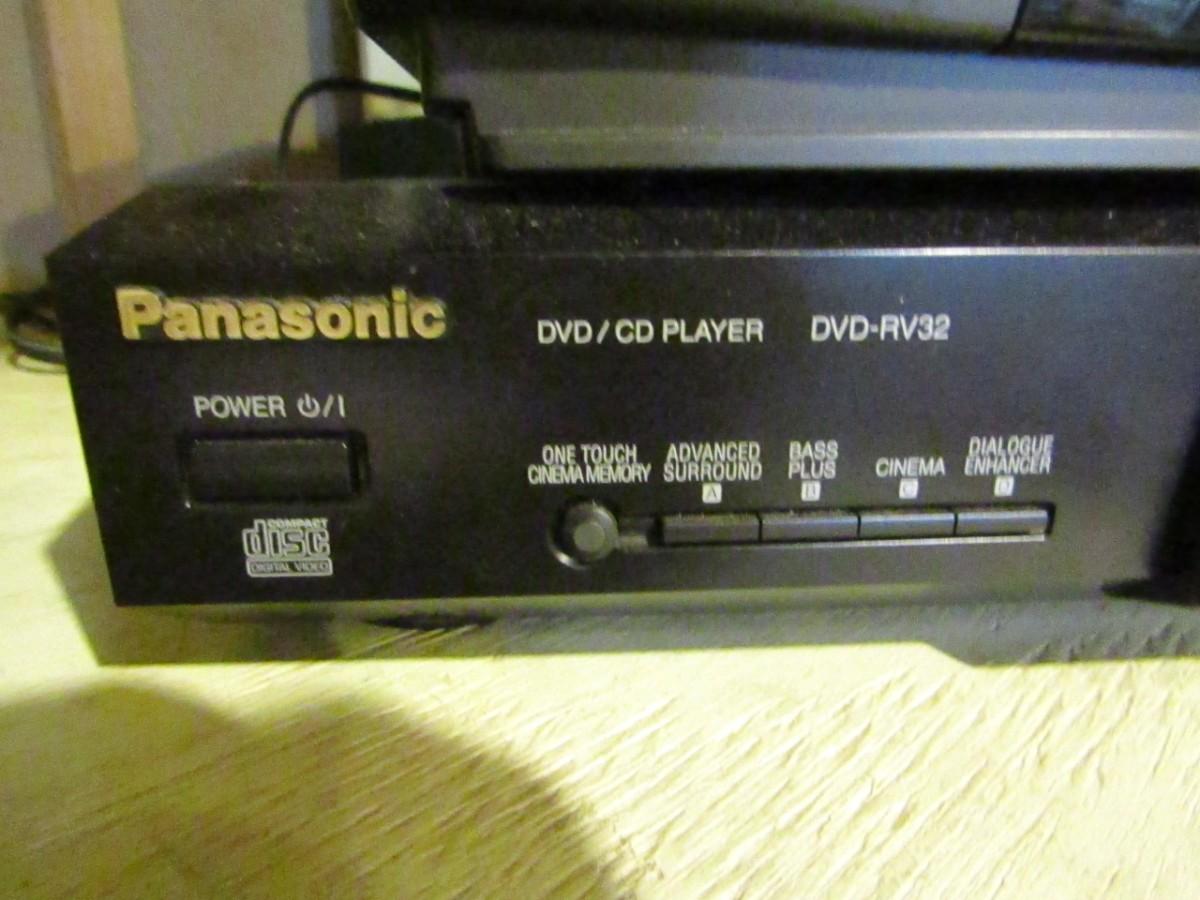 Panasonic
DVD / CD PLAYER DVD-RV32
POWER ⏻/I
ONE TOUCH
CINEMA MEMORY
ADVANCED
SURROUND
A
BASS
PLUS
B
CINEMA
C
DIALOGUE
ENHANCER
D
COMPACT
disc
DIGITAL VIDEO